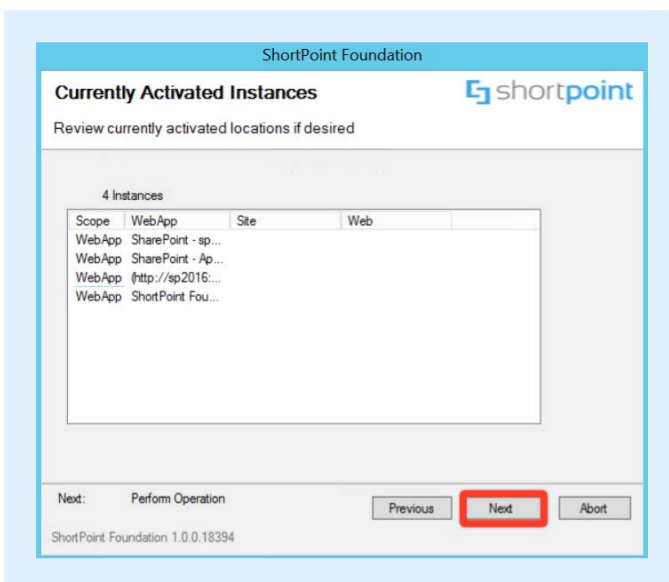 ShortPoint Foundation
Currently Activated Instances
shortpoint
Review currently activated locations if desired
4 Instances
Scope WebApp Site Web
WebApp SharePoint - sp...
WebApp SharePoint - Ap...
WebApp (http://sp2016:...
WebApp ShortPoint Fou...
Next: Perform Operation
Previous Next Abort
ShortPoint Foundation 1.0.0.18394